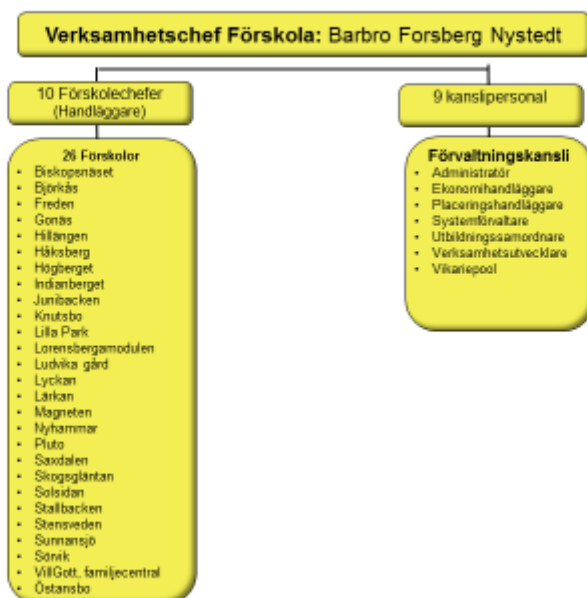 Verksamhetschef Förskola: Barbro Forsberg Nystedt
10 Förskolechefer
(Handläggare)
9 kanslipersonal
26 Förskolor
• Biskopsnäset
• Björkås
• Freden
• Gonäs
• Hillängen
• Håksberg
• Högberget
• Indianberget
• Junibacken
• Knutsbo
• Lilla Park
• Lorensbergamodulen
• Ludvika gård
• Lyckan
• Lärkan
• Magneten
• Nyhammar
• Pluto
• Saxdalen
• Skogsgläntan
• Solsidan
• Stallbacken
• Stensveden
• Sunnansjö
• Sörvik
• VillGott, familjecentral
• Östansbo
Förvaltningskansli
• Administratör
• Ekonomihandläggare
• Placeringshandläggare
• Systemförvaltare
• Utbildningssamordnare
• Verksamhetsutvecklare
• Vikariepool